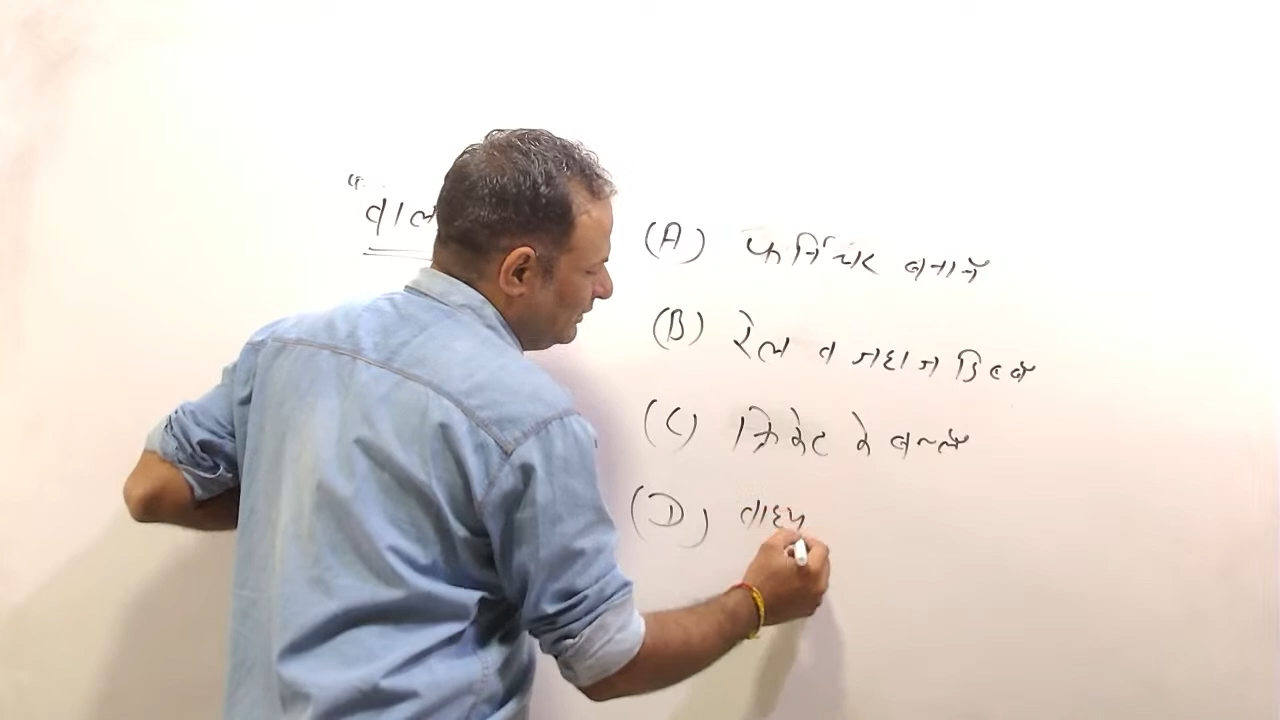 वाल
(A) फर्निचर बनाने
(B) रेल व जहाज डिब्बे
(C) क्रिकेट के बल्ले
(D) वाद्य